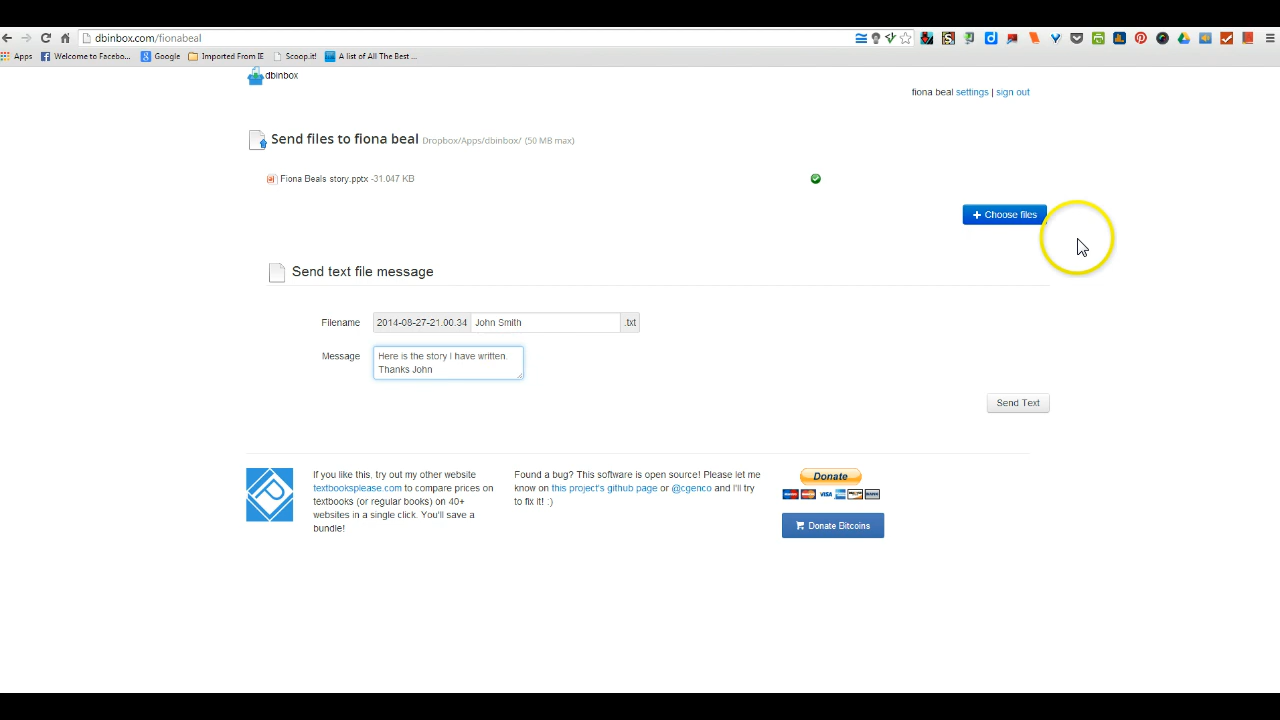 dbinbox.com/fionabeal
Apps Welcome to Facebo... Google Imported From IE Scoop.it! A list of All The Best ...
dbinbox
fiona beal settings | sign out
Send files to fiona beal Dropbox/Apps/dbinbox/ (50 MB max)
Fiona Beals story.pptx -31.047 KB
+ Choose files
Send text file message
Filename 2014-08-27-21.00.34 John Smith .txt
Message Here is the story I have written.
Thanks John
Send Text
If you like this, try out my other website
textbooksplease.com to compare prices on
textbooks (or regular books) on 40+
websites in a single click. You'll save a
bundle!
Found a bug? This software is open source! Please let me
know on this project's github page or @cgenco and I'll try
to fix it! :)
Donate
VISA
Donate Bitcoins